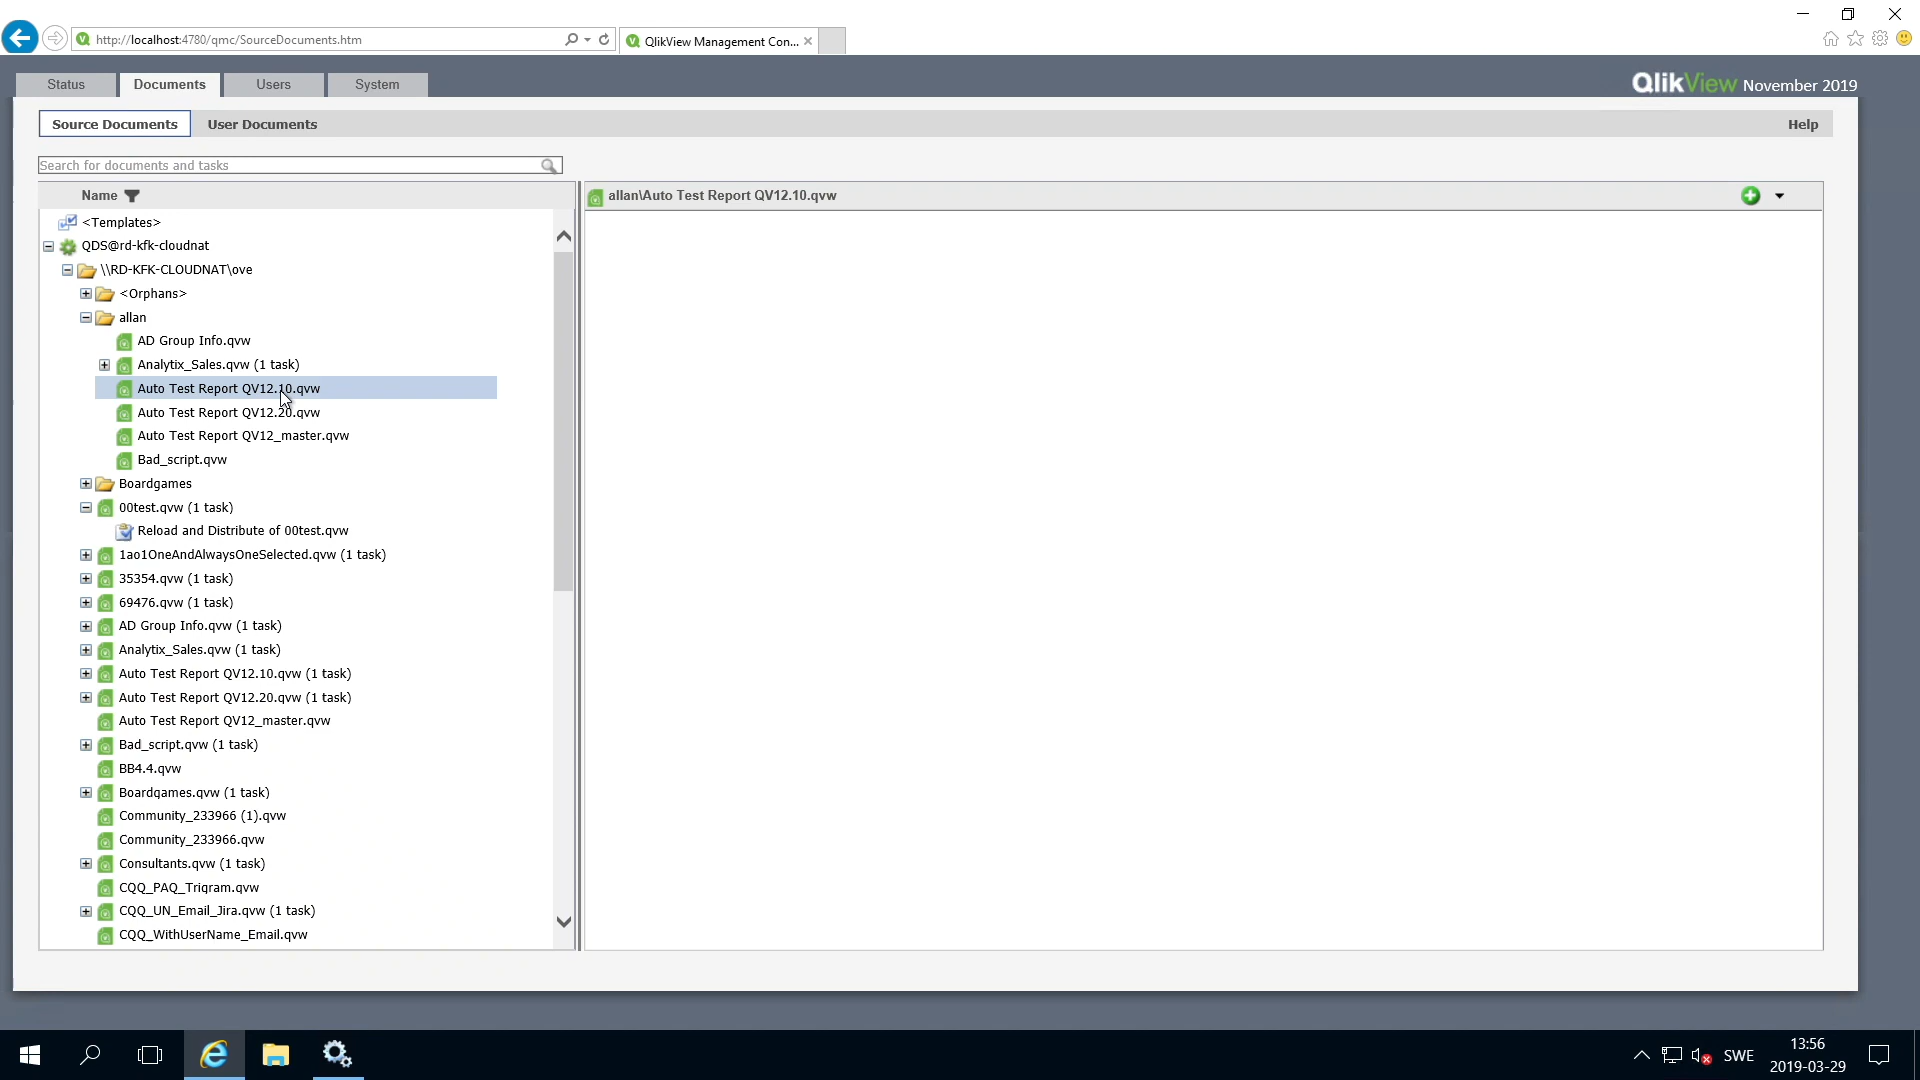 http://localhost:4780/qmc/SourceDocuments.htm
QlikView Management Con...
Status
Documents
Users
System
QlikView November 2019
Source Documents
User Documents
Help
Search for documents and tasks
Name
allan\Auto Test Report QV12.10.qvw
<Templates>
QDS@rd-kfk-cloudnat
\\RD-KFK-CLOUDNAT\ove
<Orphans>
allan
AD Group Info.qvw
Analytix_Sales.qvw (1 task)
Auto Test Report QV12.10.qvw
Auto Test Report QV12.20.qvw
Auto Test Report QV12_master.qvw
Bad_script.qvw
Boardgames
00test.qvw (1 task)
Reload and Distribute of 00test.qvw
1ao1OneAndAlwaysOneSelected.qvw (1 task)
35354.qvw (1 task)
69476.qvw (1 task)
AD Group Info.qvw (1 task)
Analytix_Sales.qvw (1 task)
Auto Test Report QV12.10.qvw (1 task)
Auto Test Report QV12.20.qvw (1 task)
Auto Test Report QV12_master.qvw
Bad_script.qvw (1 task)
BB4.4.qvw
Boardgames.qvw (1 task)
Community_233966 (1).qvw
Community_233966.qvw
Consultants.qvw (1 task)
CQQ_PAQ_Trigram.qvw
CQQ_UN_Email_Jira.qvw (1 task)
CQQ_WithUserName_Email.qvw
SWE
13:56
2019-03-29